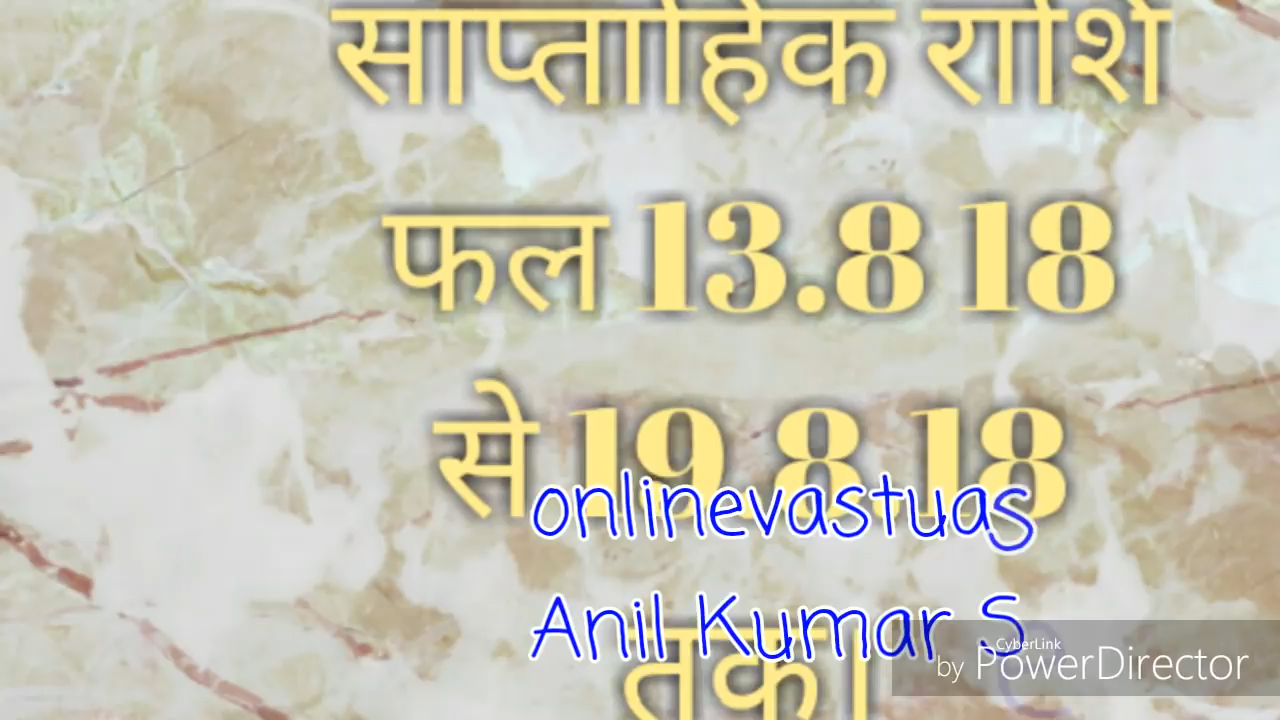 साप्ताहिक राशि
फल 13.8 18
से 19.8.18
onlinevastuas
Anil Kumar S
तक।
CyberLink
by PowerDirector